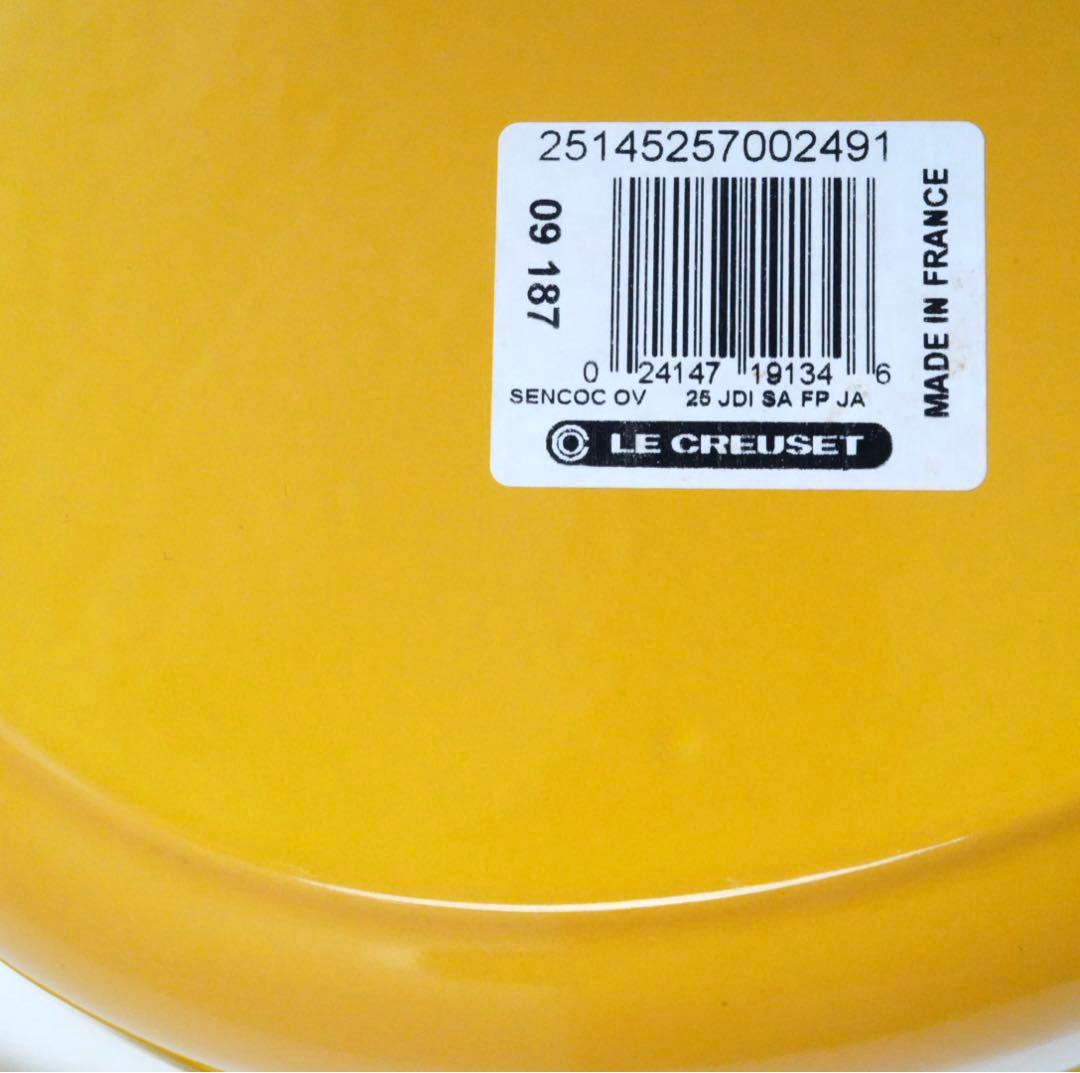 25145257002491
09 187
MADE IN FRANCE
0 24147 19134 6
SENCOC OV 25 JDI SA FP JA
LE CREUSET